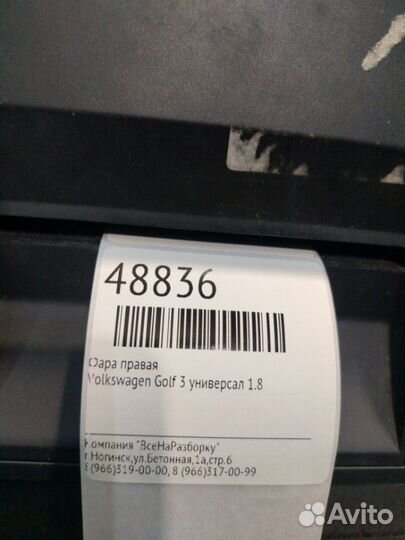 48836
Фара правая
Volkswagen Golf 3 универсал 1.8
Компания "ВсеНаРазборку"
г.Ногинск,ул.Бетонная,1а,стр.6
8(966)319-00-00, 8 (966)317-00-99
Avito